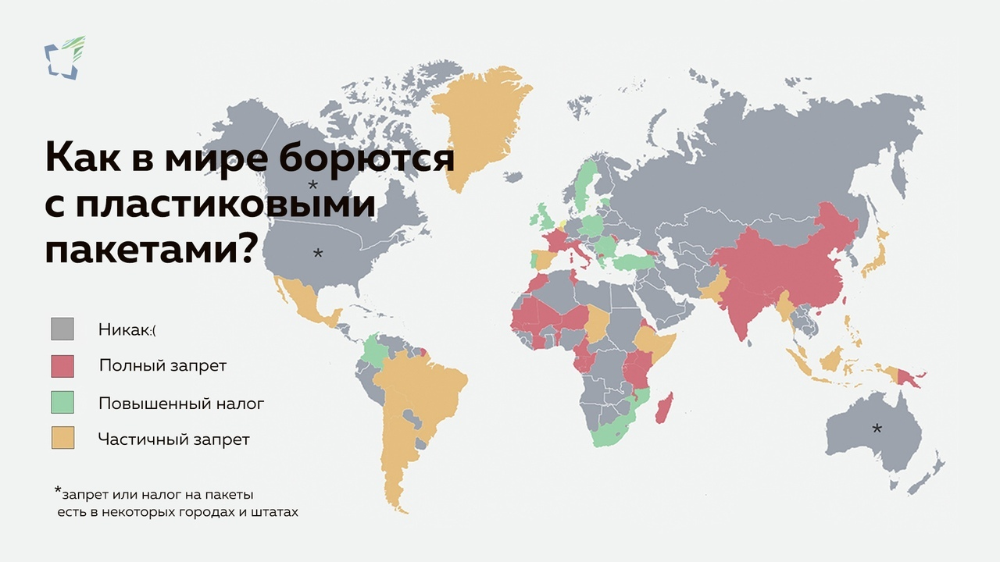 Как в мире борются
с пластиковыми
пакетами?
Никак:(
Полный запрет
Повышенный налог
Частичный запрет
*запрет или налог на пакеты
есть в некоторых городах и штатах
*
*
*